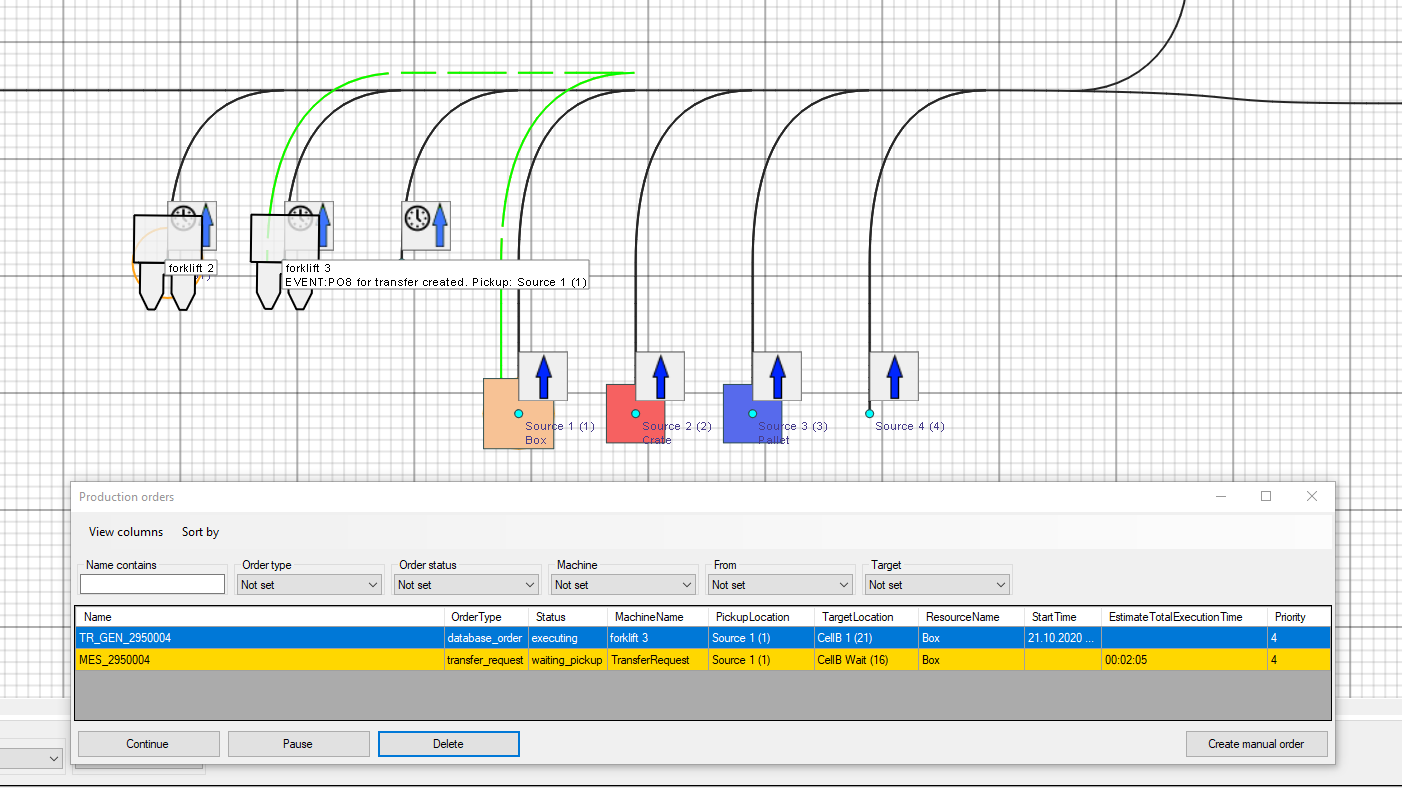 forklift 2
forklift 3
EVENT:PO8 for transfer created. Pickup: Source 1 (1)
Source 1 (1)
Box
Source 2 (2)
Crate
Source 3 (3)
Pallet
Source 4 (4)
Production orders
View columns Sort by
Name contains Order type Order status Machine From Target
Not set Not set Not set Not set Not set
Name OrderType Status MachineName PickupLocation TargetLocation ResourceName StartTime EstimateTotalExecutionTime Priority
TR_GEN_2950004 database_order executing forklift 3 Source 1 (1) CellB 1 (21) Box 21.10.2020 ... 4
MES_2950004 transfer_request waiting_pickup TransferRequest Source 1 (1) CellB Wait (16) Box 00:02:05 4
Continue Pause Delete Create manual order